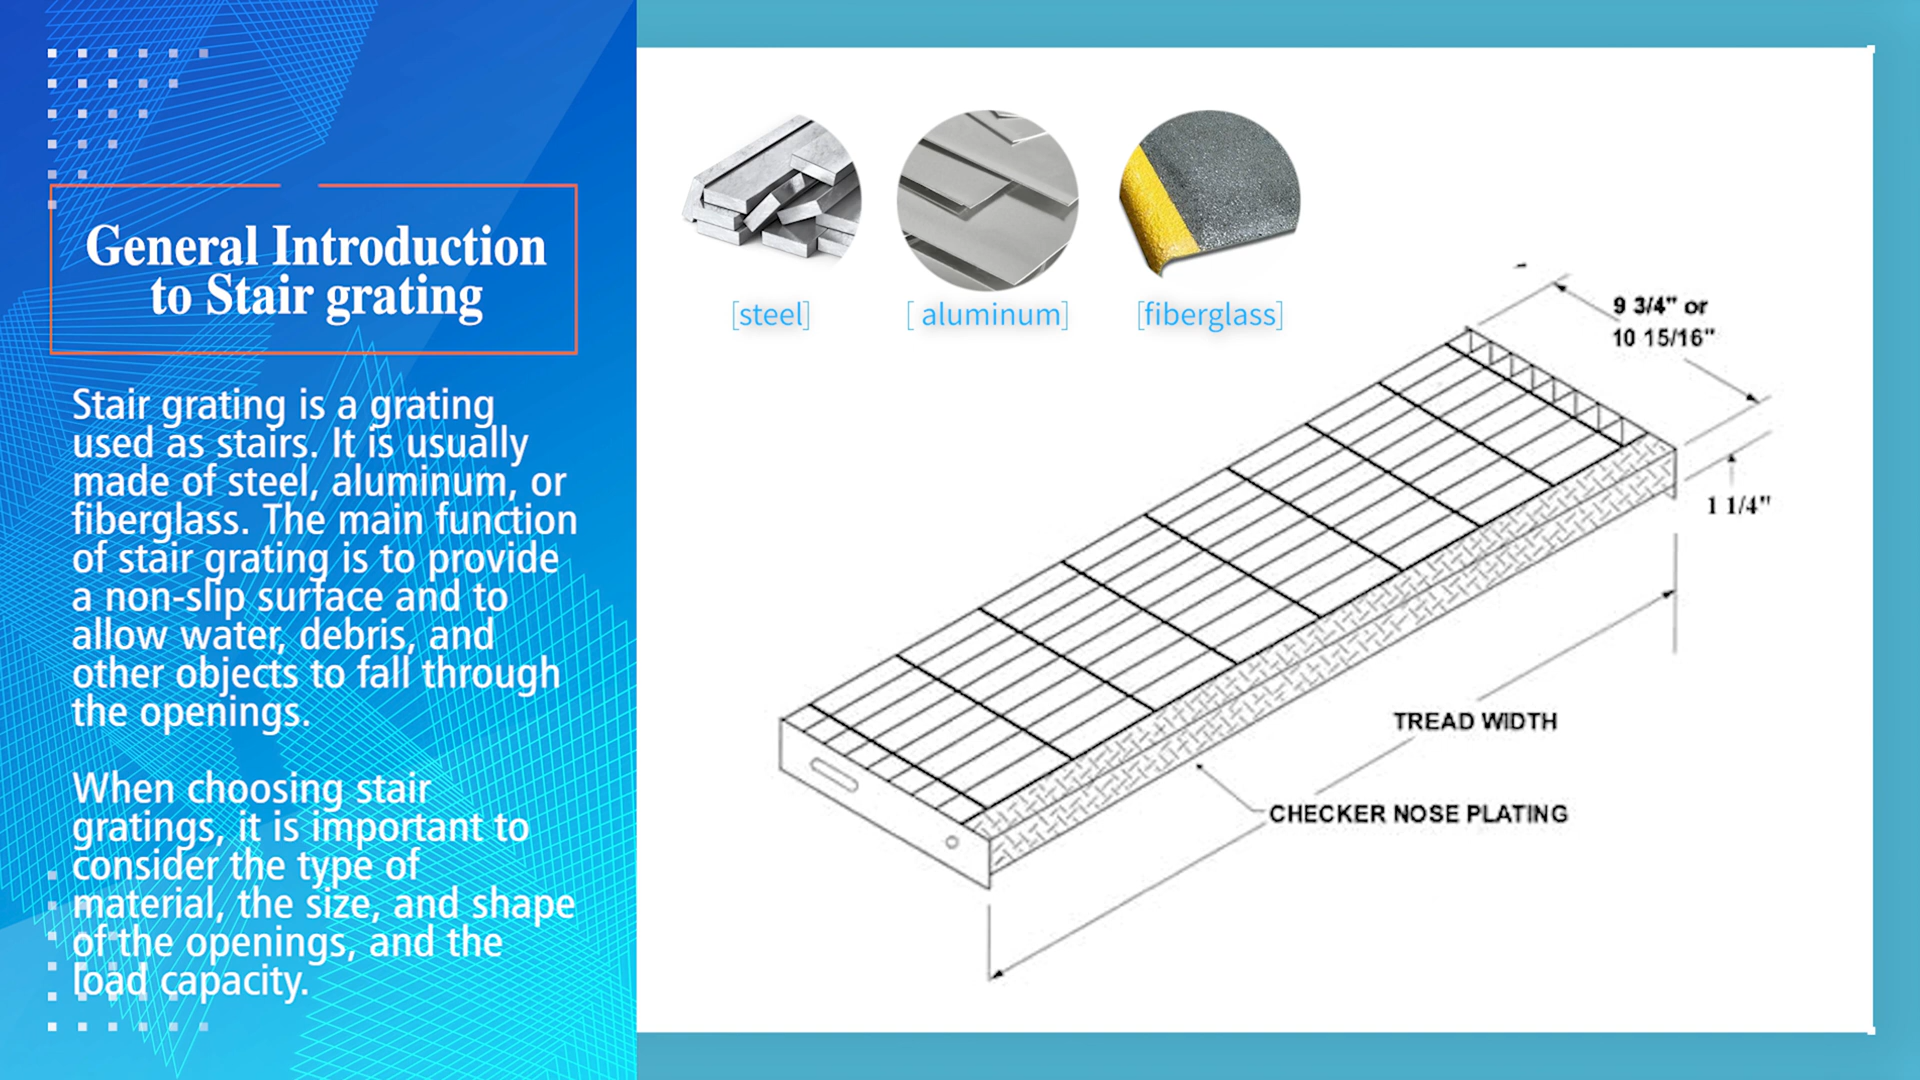 General Introduction
to Stair grating
Stair grating is a grating
used as stairs. It is usually
made of steel, aluminum, or
fiberglass. The main function
of stair grating is to provide
a non-slip surface and to
allow water, debris, and
other objects to fall through
the openings.
When choosing stair
gratings, it is important to
consider the type of
material, the size, and shape
of the openings, and the
load capacity.
[steel]
[ aluminum]
[fiberglass]
9 3/4" or
10 15/16"
1 1/4"
TREAD WIDTH
CHECKER NOSE PLATING